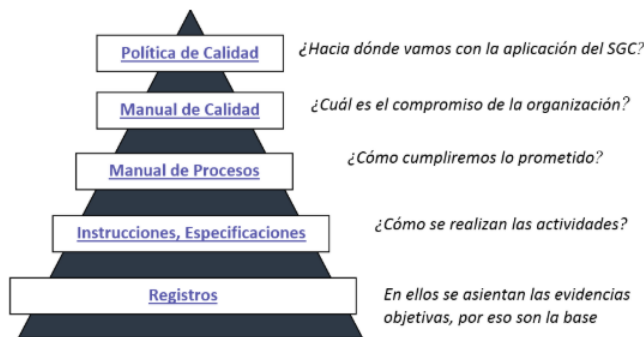 Política de Calidad
¿Hacia dónde vamos con la aplicación del SGC?
Manual de Calidad
¿Cuál es el compromiso de la organización?
Manual de Procesos
¿Cómo cumpliremos lo prometido?
Instrucciones, Especificaciones
¿Cómo se realizan las actividades?
Registros
En ellos se asientan las evidencias
objetivas, por eso son la base